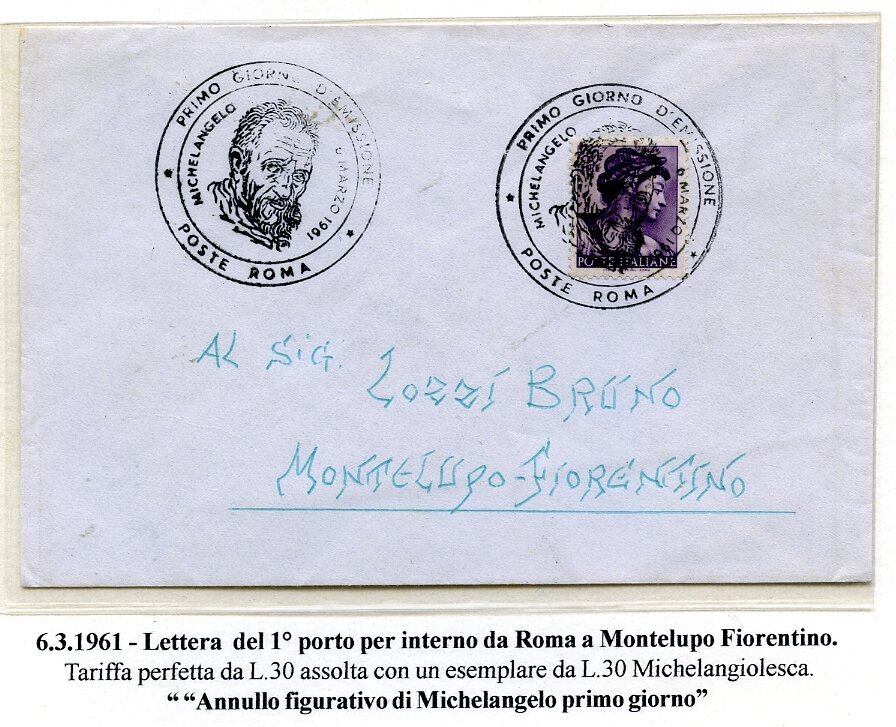 PRIMO GIORNO D'EMISSIONE
MICHELANGELO
6 MARZO 1961
* POSTE ROMA *
PRIMO GIORNO D'EMISSIONE
MICHELANGELO
6 MARZO 1961
* POSTE ROMA *
POSTE ITALIANE
AL SIG. LOZZI BRUNO
MONTELUPO-FIORENTINO
6.3.1961 - Lettera del 1° porto per interno da Roma a Montelupo Fiorentino.
Tariffa perfetta da L.30 assolta con un esemplare da L.30 Michelangiolesca.
“ “Annullo figurativo di Michelangelo primo giorno”